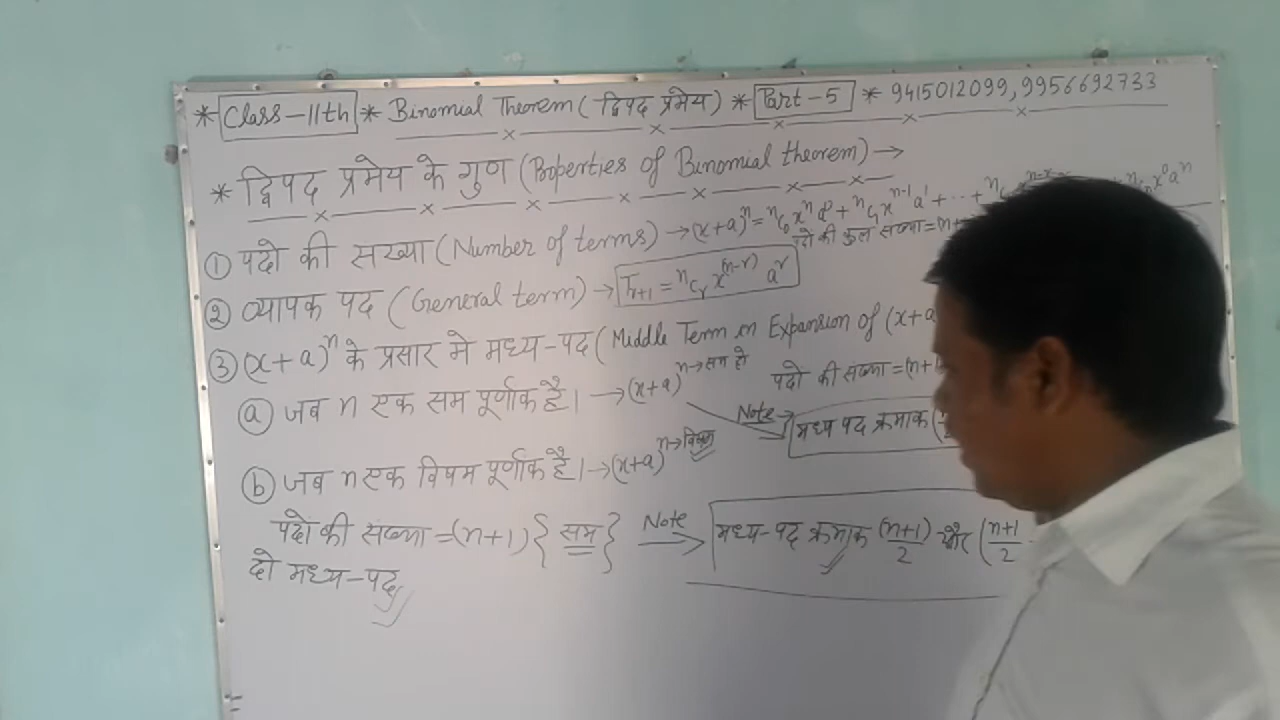 * Class-11th * Binomial Theorem (द्विपद प्रमेय) * Part-5 * 9415012099, 9956692733
* द्विपद प्रमेय के गुण (Properties of Binomial theorem) →
① पदो की सख्या (Number of terms) → (x+a)ⁿ = ⁿC₀ xⁿ a⁰ + ⁿC₁ xⁿ⁻¹ a¹ + ... + ⁿC x⁰ aⁿ
पदो की कुल संख्या = (n+
② व्यापक पद (General term) → Tᵣ₊₁ = ⁿCᵣ x⁽ⁿ⁻ʳ⁾ aʳ
③ (x+a)ⁿ के प्रसार मे मध्य-पद (Middle Term in Expansion of (x+a
ⓐ जब n एक सम पूर्णाक है। → (x+a)ⁿ → सम हो
पदो की संख्या = (n+1
Note → मध्य पद क्रमाक (
ⓑ जब n एक विषम पूर्णाक है। → (x+a)ⁿ → विषम
पदो की संख्या = (n+1) { सम } Note → मध्य-पद क्रमाक (n+1)/2 और (n+1/2
दो मध्य-पद